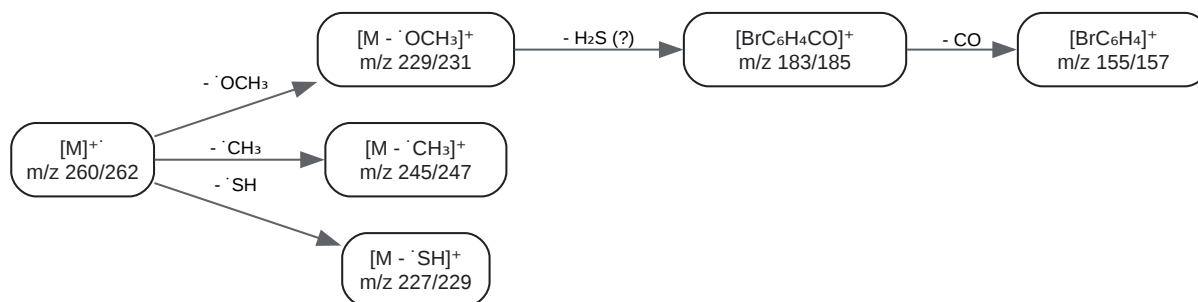 [M - ˙OCH₃]⁺
m/z 229/231
- H₂S (?)
[BrC₆H₄CO]⁺
m/z 183/185
- CO
[BrC₆H₄]⁺
m/z 155/157
- ˙OCH₃
[M]⁺˙
m/z 260/262
- ˙CH₃
[M - ˙CH₃]⁺
m/z 245/247
- ˙SH
[M - ˙SH]⁺
m/z 227/229